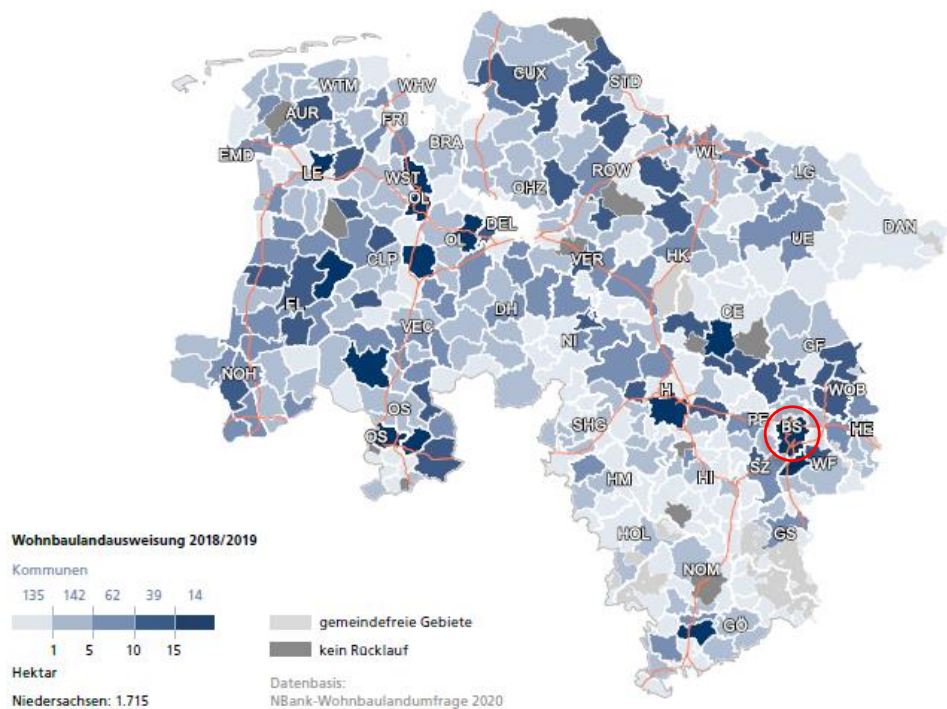 CUX
STD
WTM
WHV
AUR
FRI
BRA
EMD
WL
LE
ROW
LG
WST
OHZ
OL
DEL
OL
DAN
UE
CLP
VER
HK
EL
DH
CE
VEC
NI
GF
NOH
WOB
H
OS
PE
BS
SHG
HE
OS
SZ
WF
HM
HI
HOL
GS
NOM
GÖ
Wohnbaulandausweisung 2018/2019
Kommunen
135 142 62 39 14
1 5 10 15
Hektar
Niedersachsen: 1.715
gemeindefreie Gebiete
kein Rücklauf
Datenbasis:
NBank-Wohnbaulandumfrage 2020